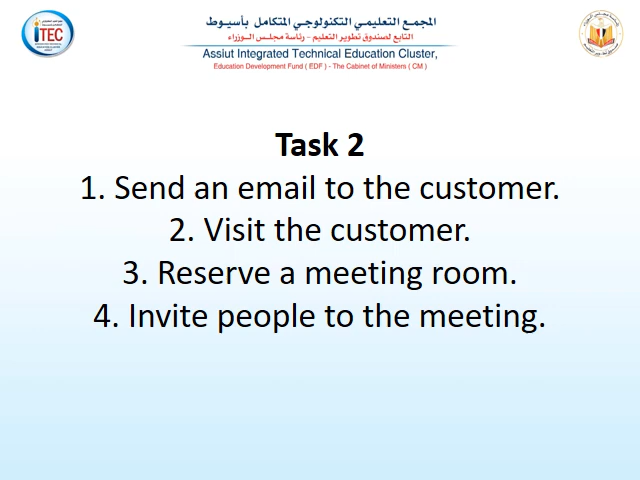 iTEC
المجمع التعليمي التكنولوجي المتكامل بأسيوط
التابع لصندوق تطوير التعليم - رئاسة مجلس الوزراء
Assiut Integrated Technical Education Cluster,
Education Development Fund ( EDF ) - The Cabinet of Ministers ( CM )
Task 2
1. Send an email to the customer.
2. Visit the customer.
3. Reserve a meeting room.
4. Invite people to the meeting.